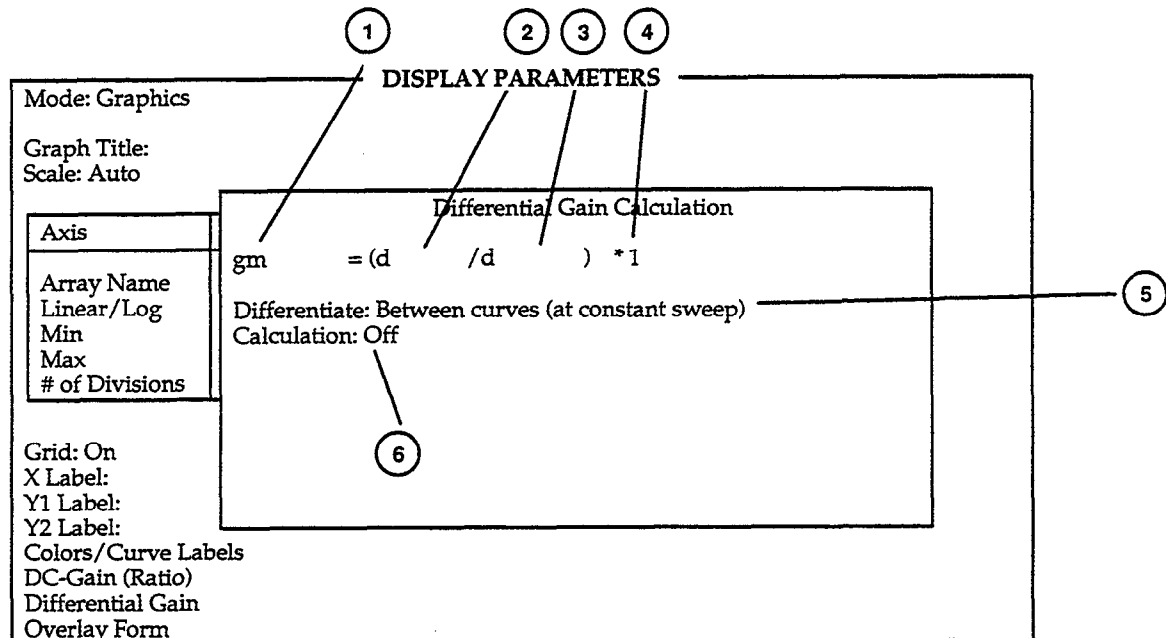 1 2 3 4
DISPLAY PARAMETERS
Mode: Graphics
Graph Title:
Scale: Auto
Axis
Array Name
Linear/Log
Min
Max
# of Divisions
Differential Gain Calculation
gm =(d /d ) *1
Differentiate: Between curves (at constant sweep)
5
Calculation: Off
6
Grid: On
X Label:
Y1 Label:
Y2 Label:
Colors/Curve Labels
DC-Gain (Ratio)
Differential Gain
Overlay Form